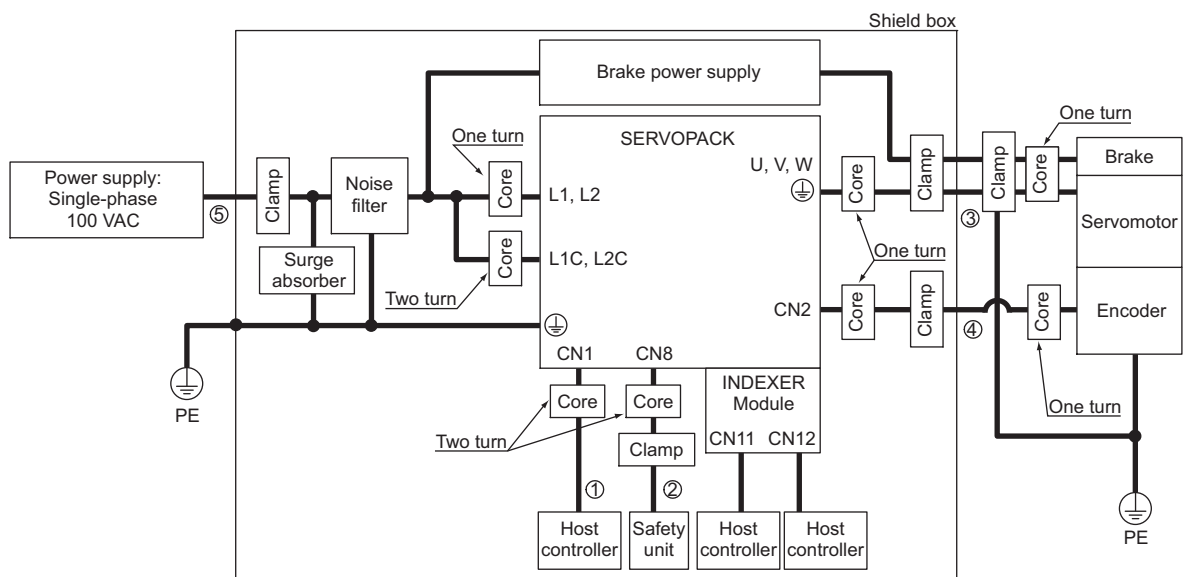 Shield box
Brake power supply
One turn
One turn
SERVOPACK
U, V, W
Power supply:
Single-phase
100 VAC
⑤
Clamp
Noise
filter
Core
L1, L2
Core
Clamp
Clamp
Core
Brake
③
Servomotor
Surge
absorber
Core
L1C, L2C
Two turn
One turn
CN2
Core
Clamp
④
Core
Encoder
PE
CN1
CN8
INDEXER
Module
One turn
Core
Core
Two turn
Clamp
CN11
CN12
①
②
Host
controller
Safety
unit
Host
controller
Host
controller
PE